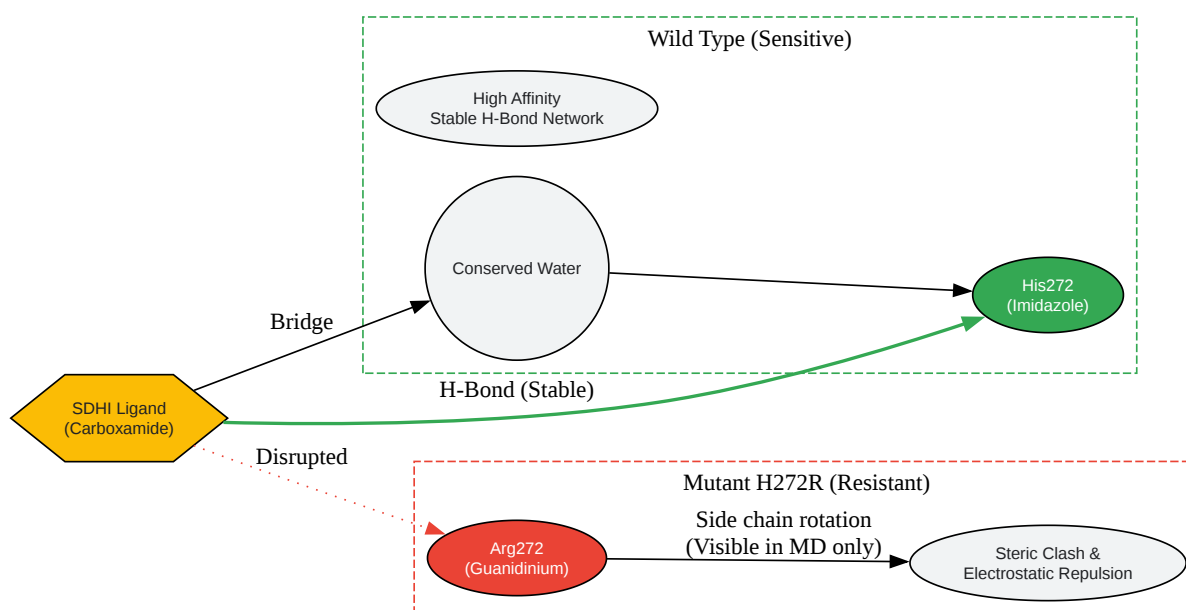 Wild Type (Sensitive)
High Affinity
Stable H-Bond Network
Conserved Water
His272
(Imidazole)
Bridge
H-Bond (Stable)
SDHI Ligand
(Carboxamide)
Disrupted
Mutant H272R (Resistant)
Side chain rotation
(Visible in MD only)
Arg272
(Guanidinium)
Steric Clash &
Electrostatic Repulsion